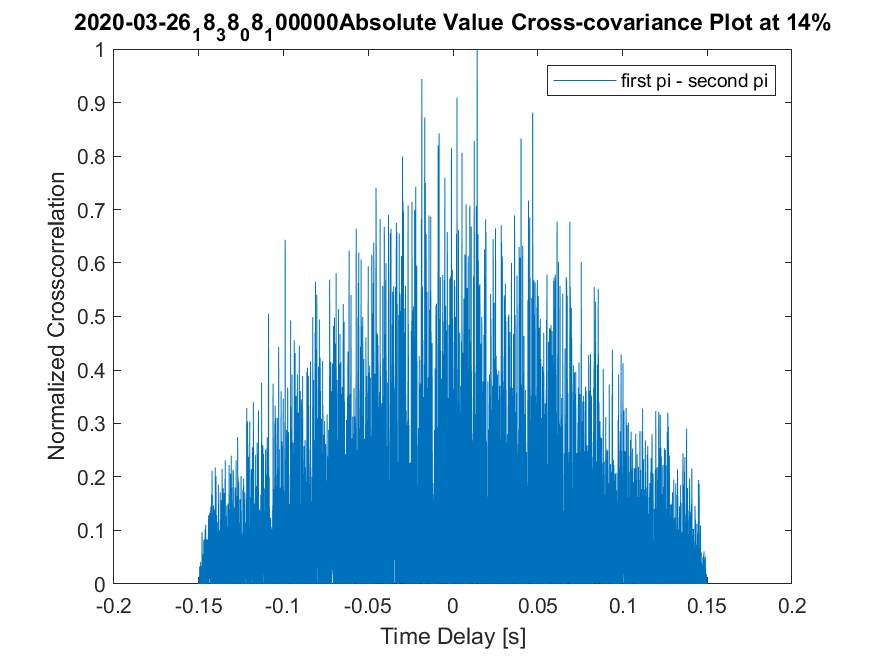 2020-03-26₁8₃8₀8₁00000Absolute Value Cross-covariance Plot at 14%
first pi - second pi
Normalized Crosscorrelation
1
0.9
0.8
0.7
0.6
0.5
0.4
0.3
0.2
0.1
0
-0.2 -0.15 -0.1 -0.05 0 0.05 0.1 0.15 0.2
Time Delay [s]